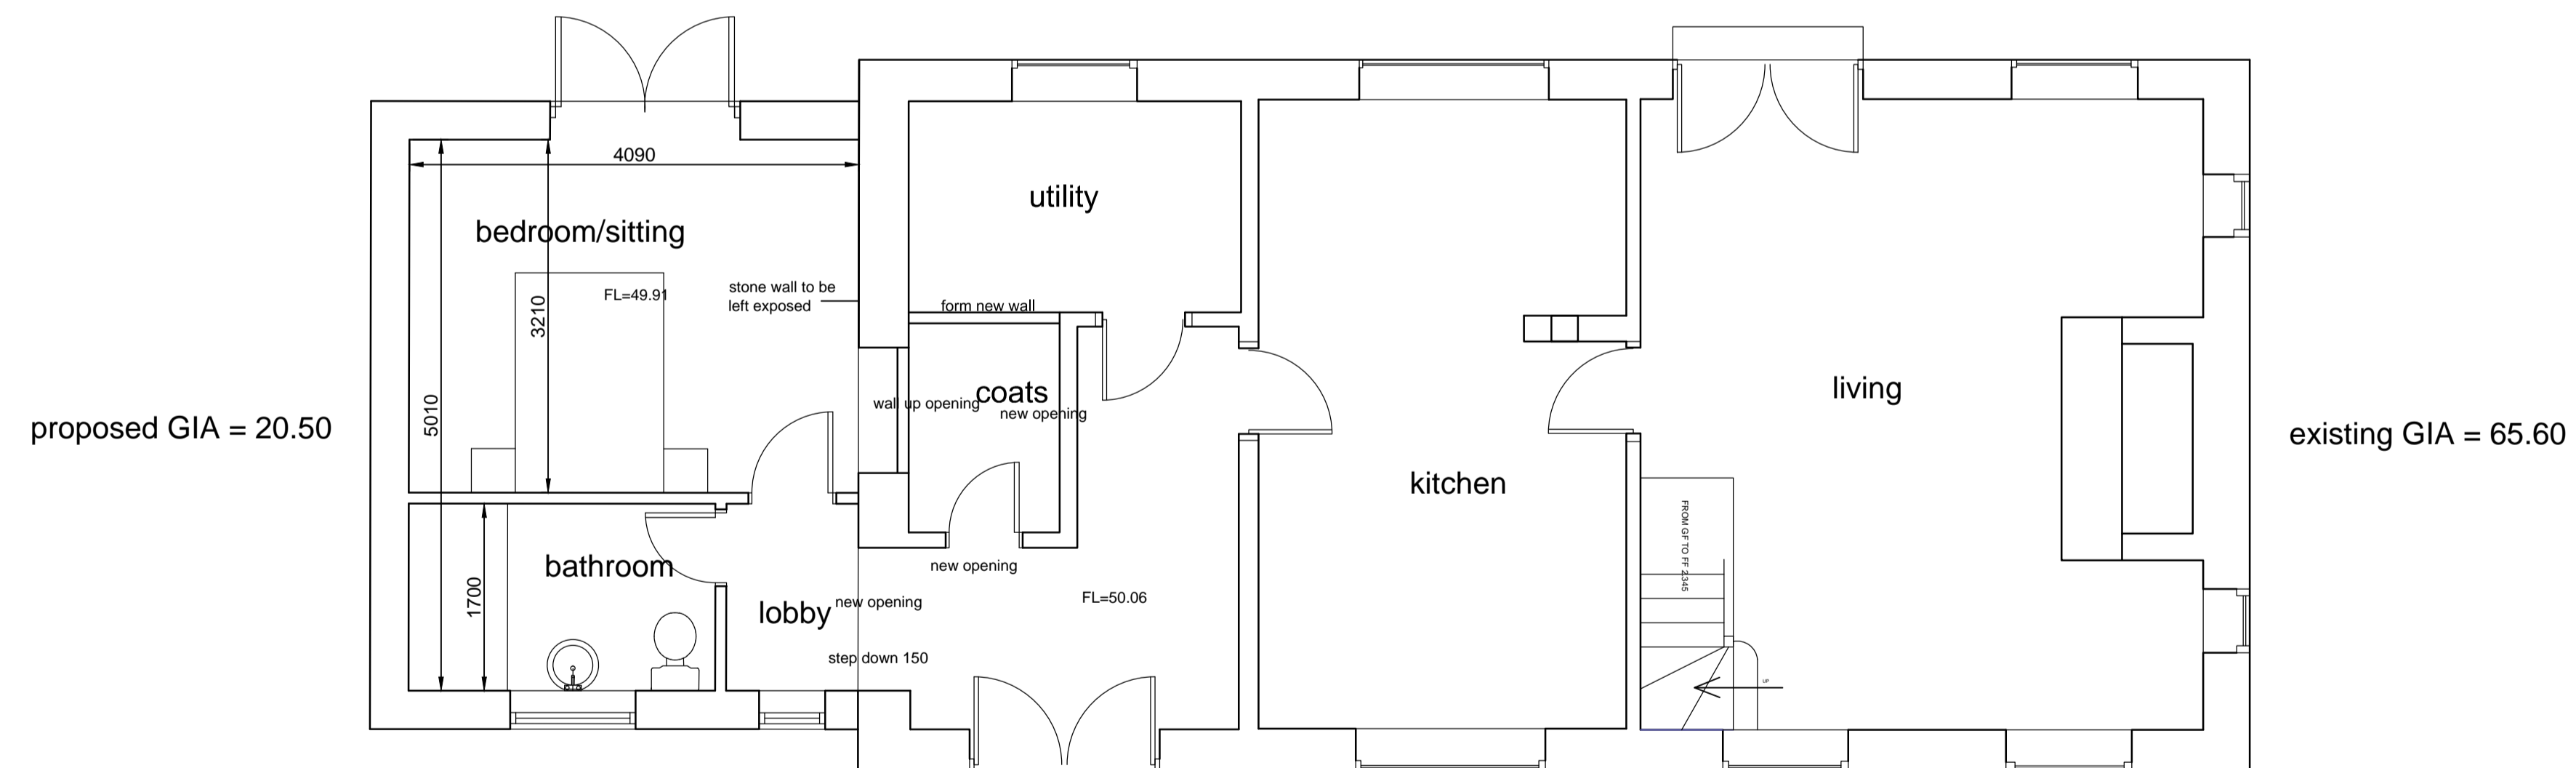 4090
utility
bedroom/sitting
stone wall to be
left exposed
FL=49.91
3210
form new wall
5010
coats
wall up opening
new opening
living
proposed GIA = 20.50
existing GIA = 65.60
kitchen
FROM GF TO FF 2345
bathroom
new opening
1700
lobby
new opening
FL=50.06
step down 150
UP